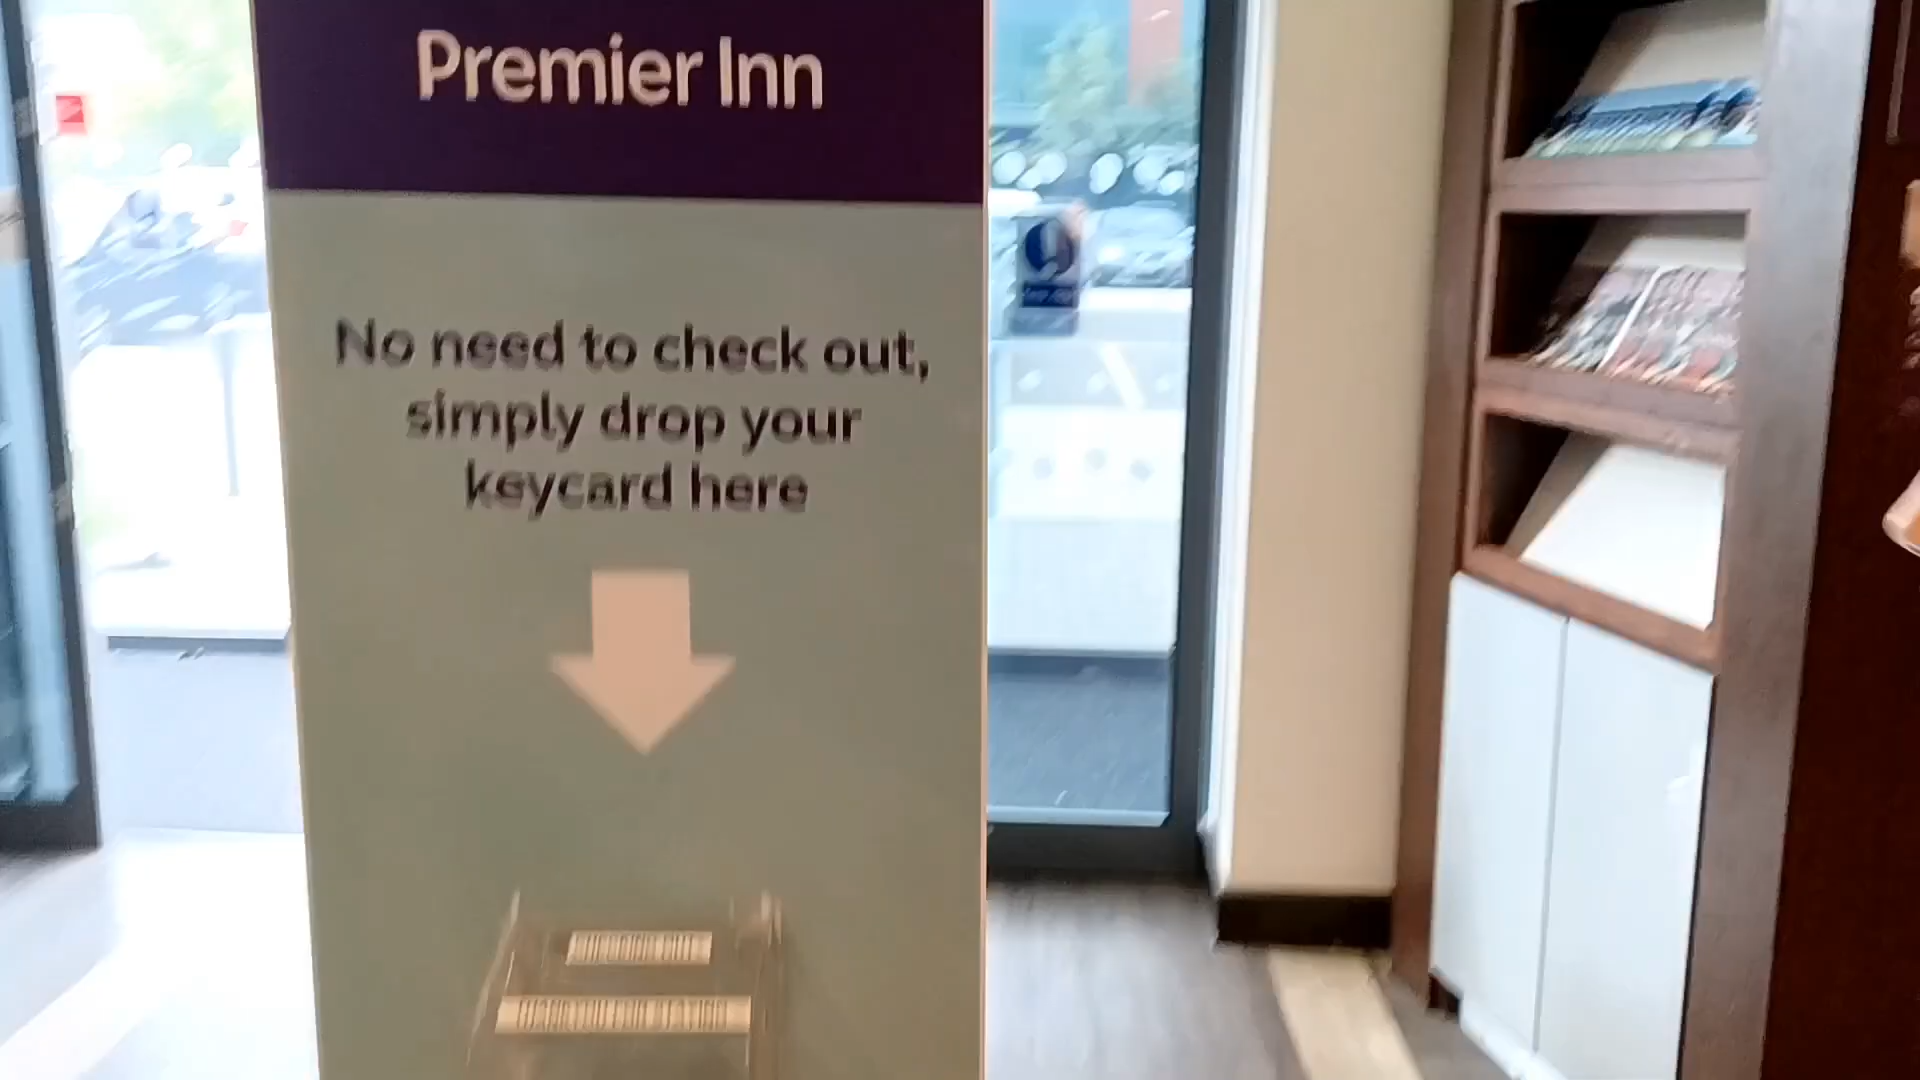 Premier Inn
No need to check out,
simply drop your
keycard here